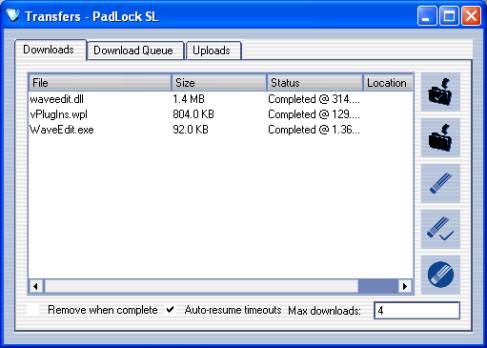 Transfers - PadLock SL
Downloads Download Queue Uploads
File Size Status Location
waveedit.dll 1.4 MB Completed @ 314....
vPlugIns.wpl 804.0 KB Completed @ 129....
WaveEdit.exe 92.0 KB Completed @ 1.36...
Remove when complete Auto-resume timeouts Max downloads: 4